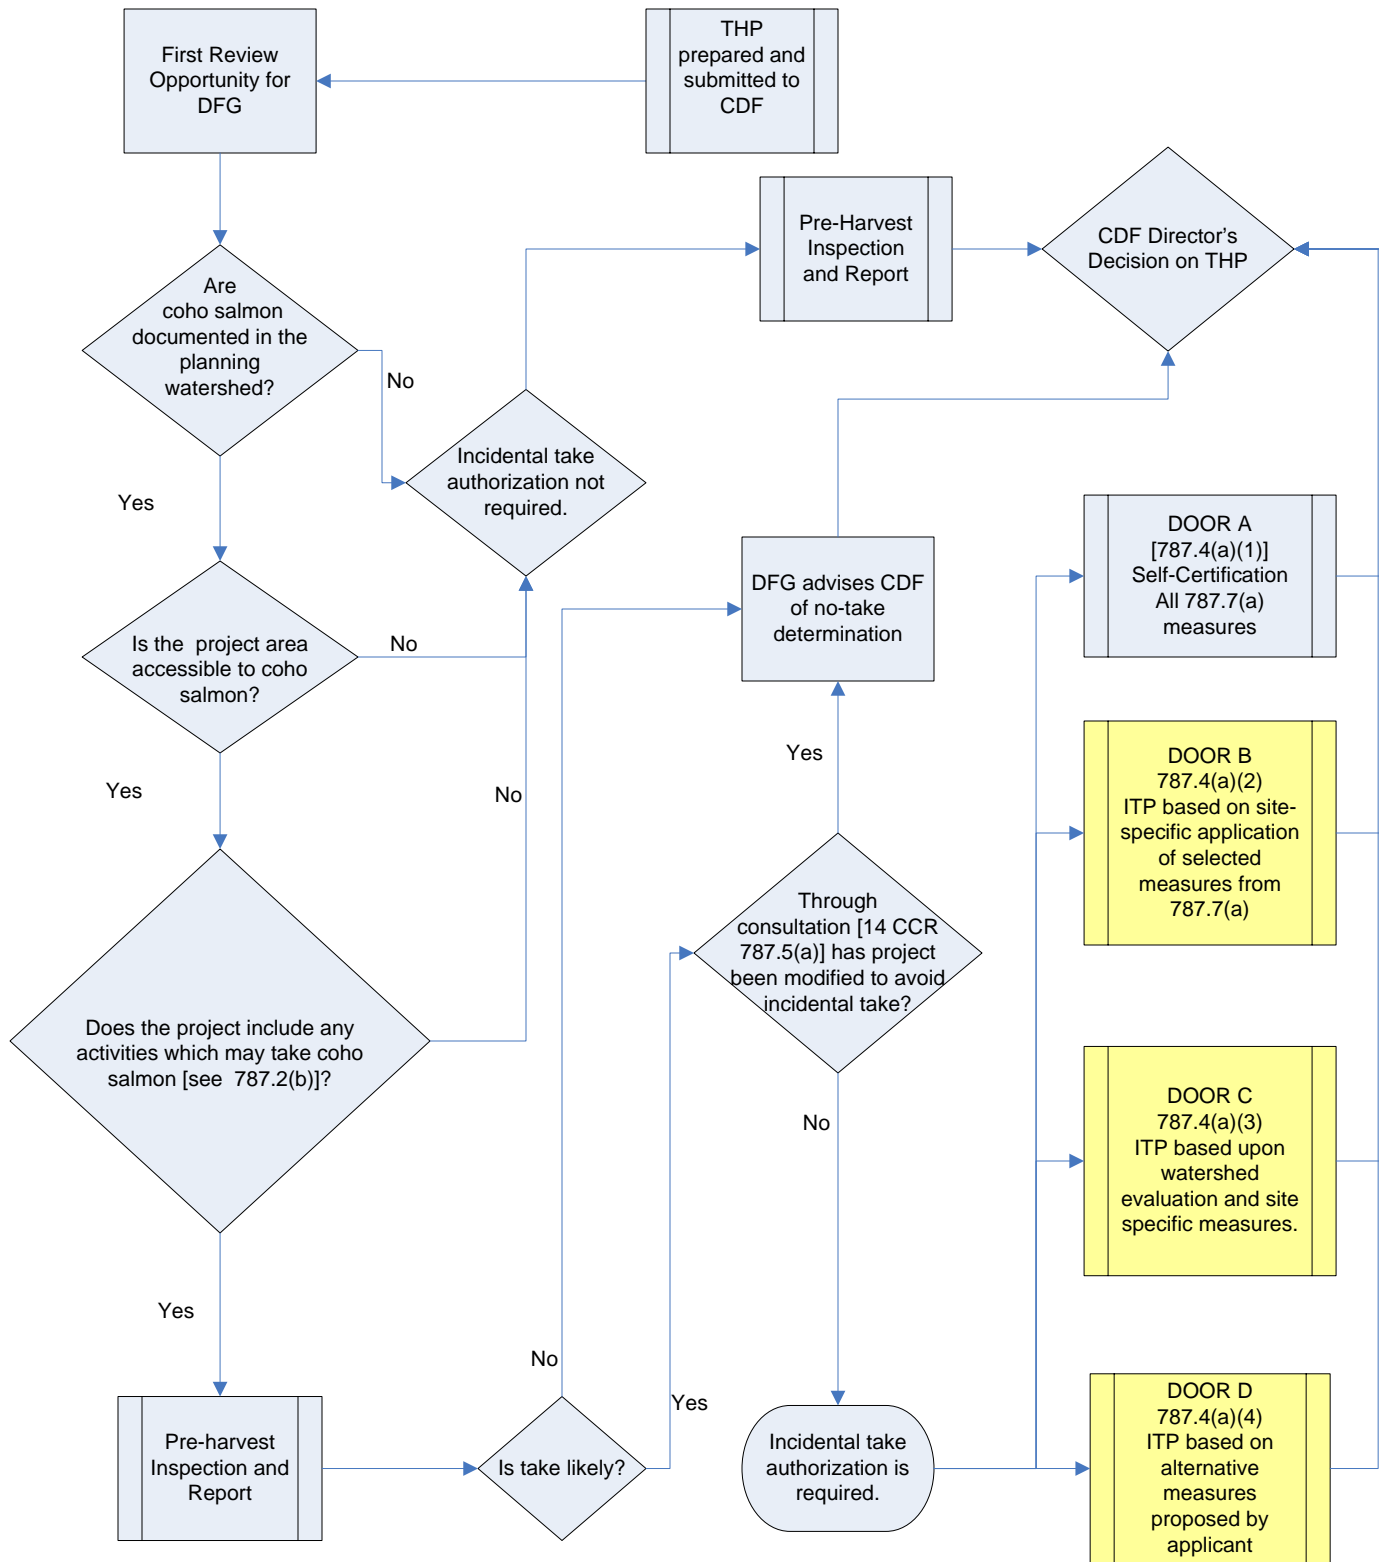 THP
prepared and
submitted to
CDF
First Review
Opportunity for
DFG
Are
coho salmon
documented in the
planning
watershed?
No
Yes
Incidental take
authorization not
required.
Pre-Harvest
Inspection
and Report
CDF Director's
Decision on THP
Is the  project area
accessible to coho
salmon?
No
Yes
Does the project include any
activities which may take coho
salmon [see  787.2(b)]?
No
Yes
Pre-harvest
Inspection and
Report
Is take likely?
No
Yes
DFG advises CDF
of no-take
determination
Yes
Through
consultation [14 CCR
787.5(a)] has project
been modified to avoid
incidental take?
No
Incidental take
authorization is
required.
DOOR A
[787.4(a)(1)]
Self-Certification
All 787.7(a)
measures
DOOR B
787.4(a)(2)
ITP based on site-
specific application
of selected
measures from
787.7(a)
DOOR C
787.4(a)(3)
ITP based upon
watershed
evaluation and site
specific measures.
DOOR D
787.4(a)(4)
ITP based on
alternative
measures
proposed by
applicant